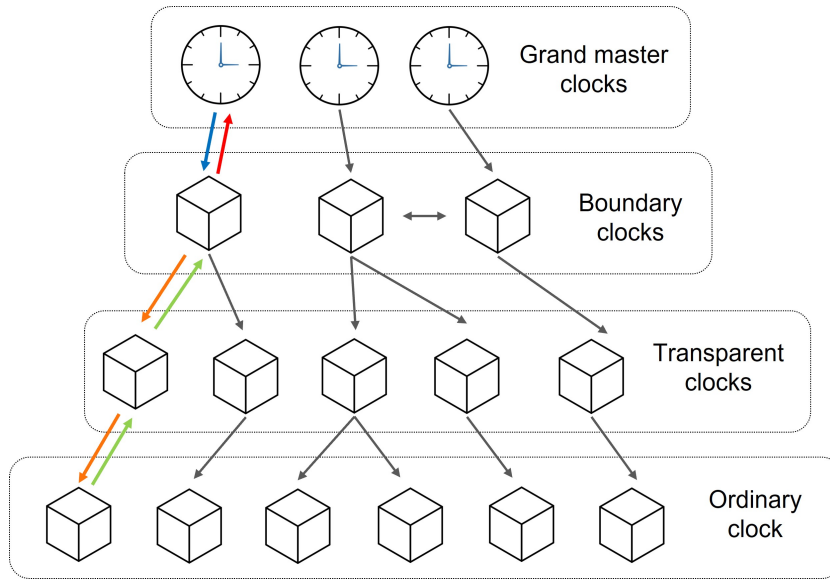 Grand master
clocks
Boundary
clocks
Transparent
clocks
Ordinary
clock